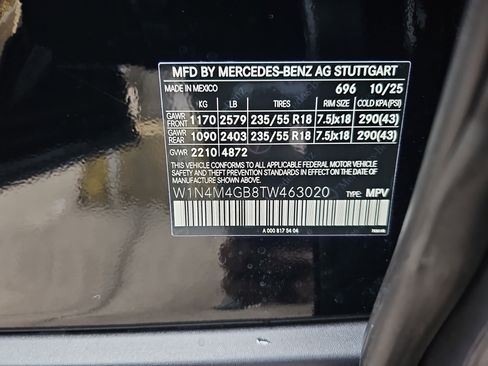 MFD BY MERCEDES-BENZ AG STUTTGART
MADE IN MEXICO 696 10/25
KG LB TIRES RIM SIZE COLD KPA(PSI)
GAWR FRONT 1170 2579 235/55 R18 7.5Jx18 290(43)
GAWR REAR 1090 2403 235/55 R18 7.5Jx18 290(43)
GVWR 2210 4872
THIS VEHICLE CONFORMS TO ALL APPLICABLE FEDERAL MOTOR VEHICLE
SAFETY, BUMPER, AND THEFT PREVENTION STANDARDS IN EFFECT ON
THE DATE OF MANUFACTURE SHOWN ABOVE.
W1N4M4GB8TW463020 TYPE: MPV
A 000 817 54 04